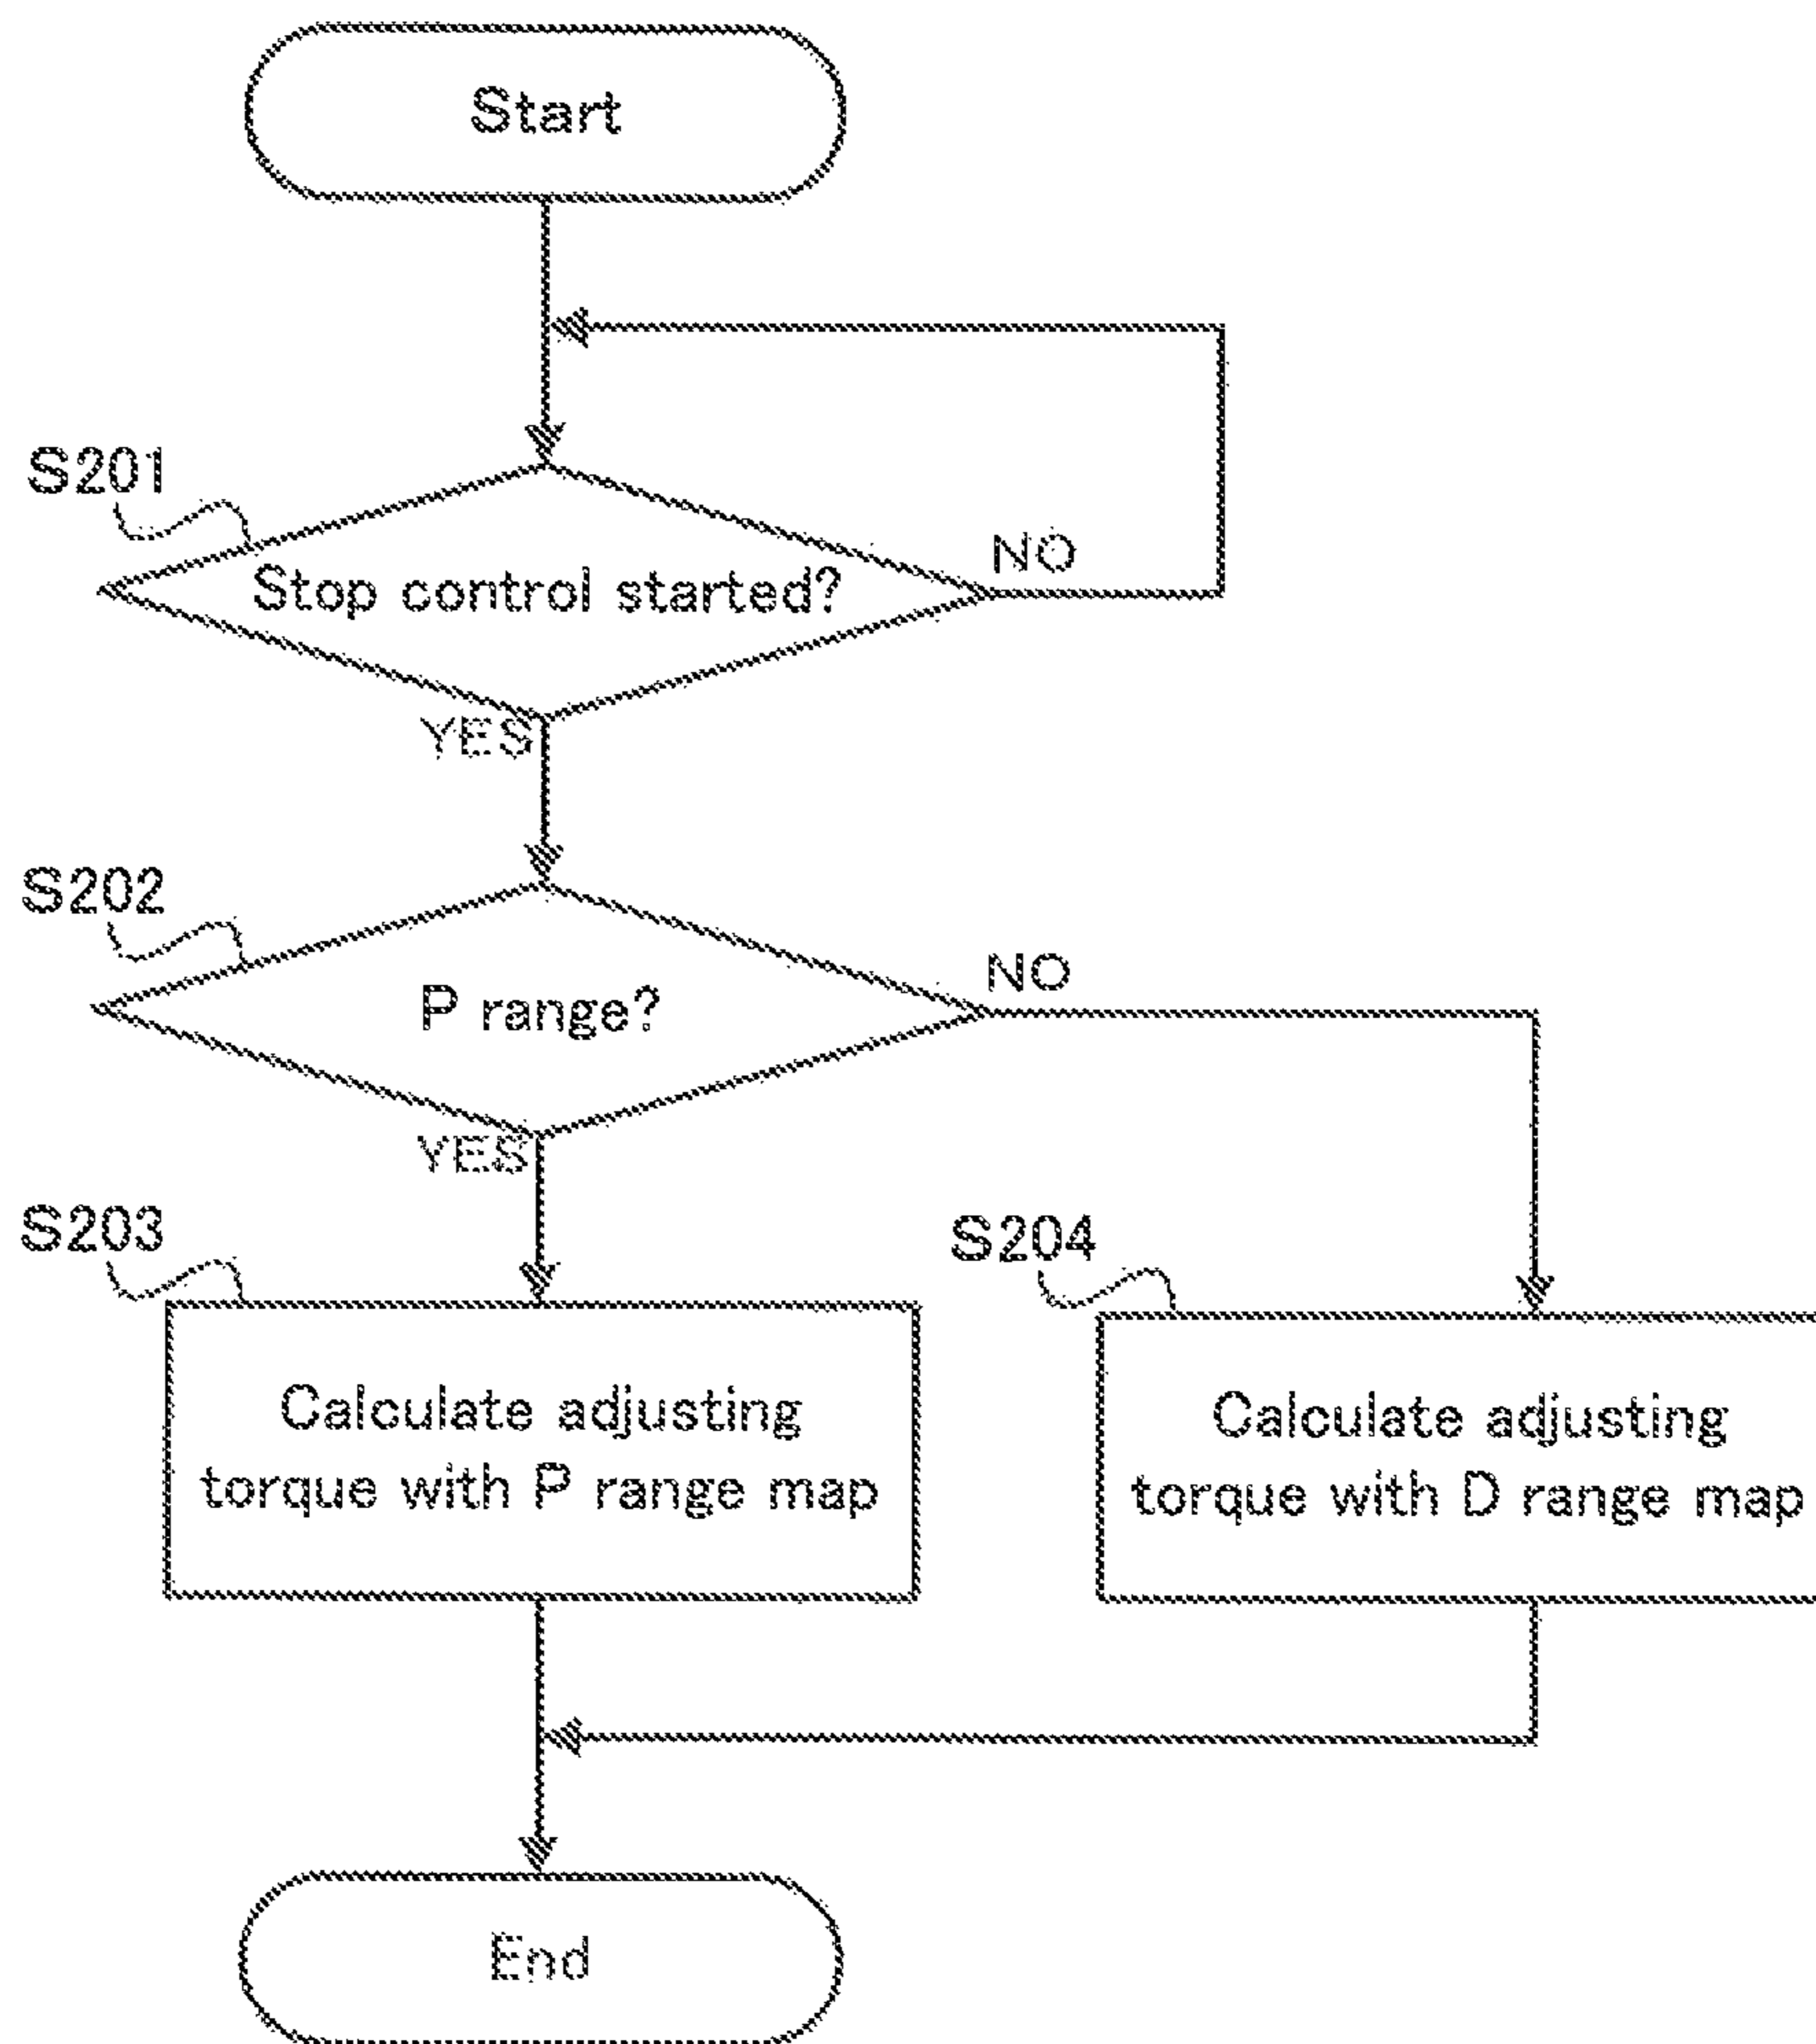 Start
S201
NO
Stop control started?
YES
S202
NO
P range?
YES
S203
S204
Calculate adjusting
torque with P range map
Calculate adjusting
torque with D range map
End